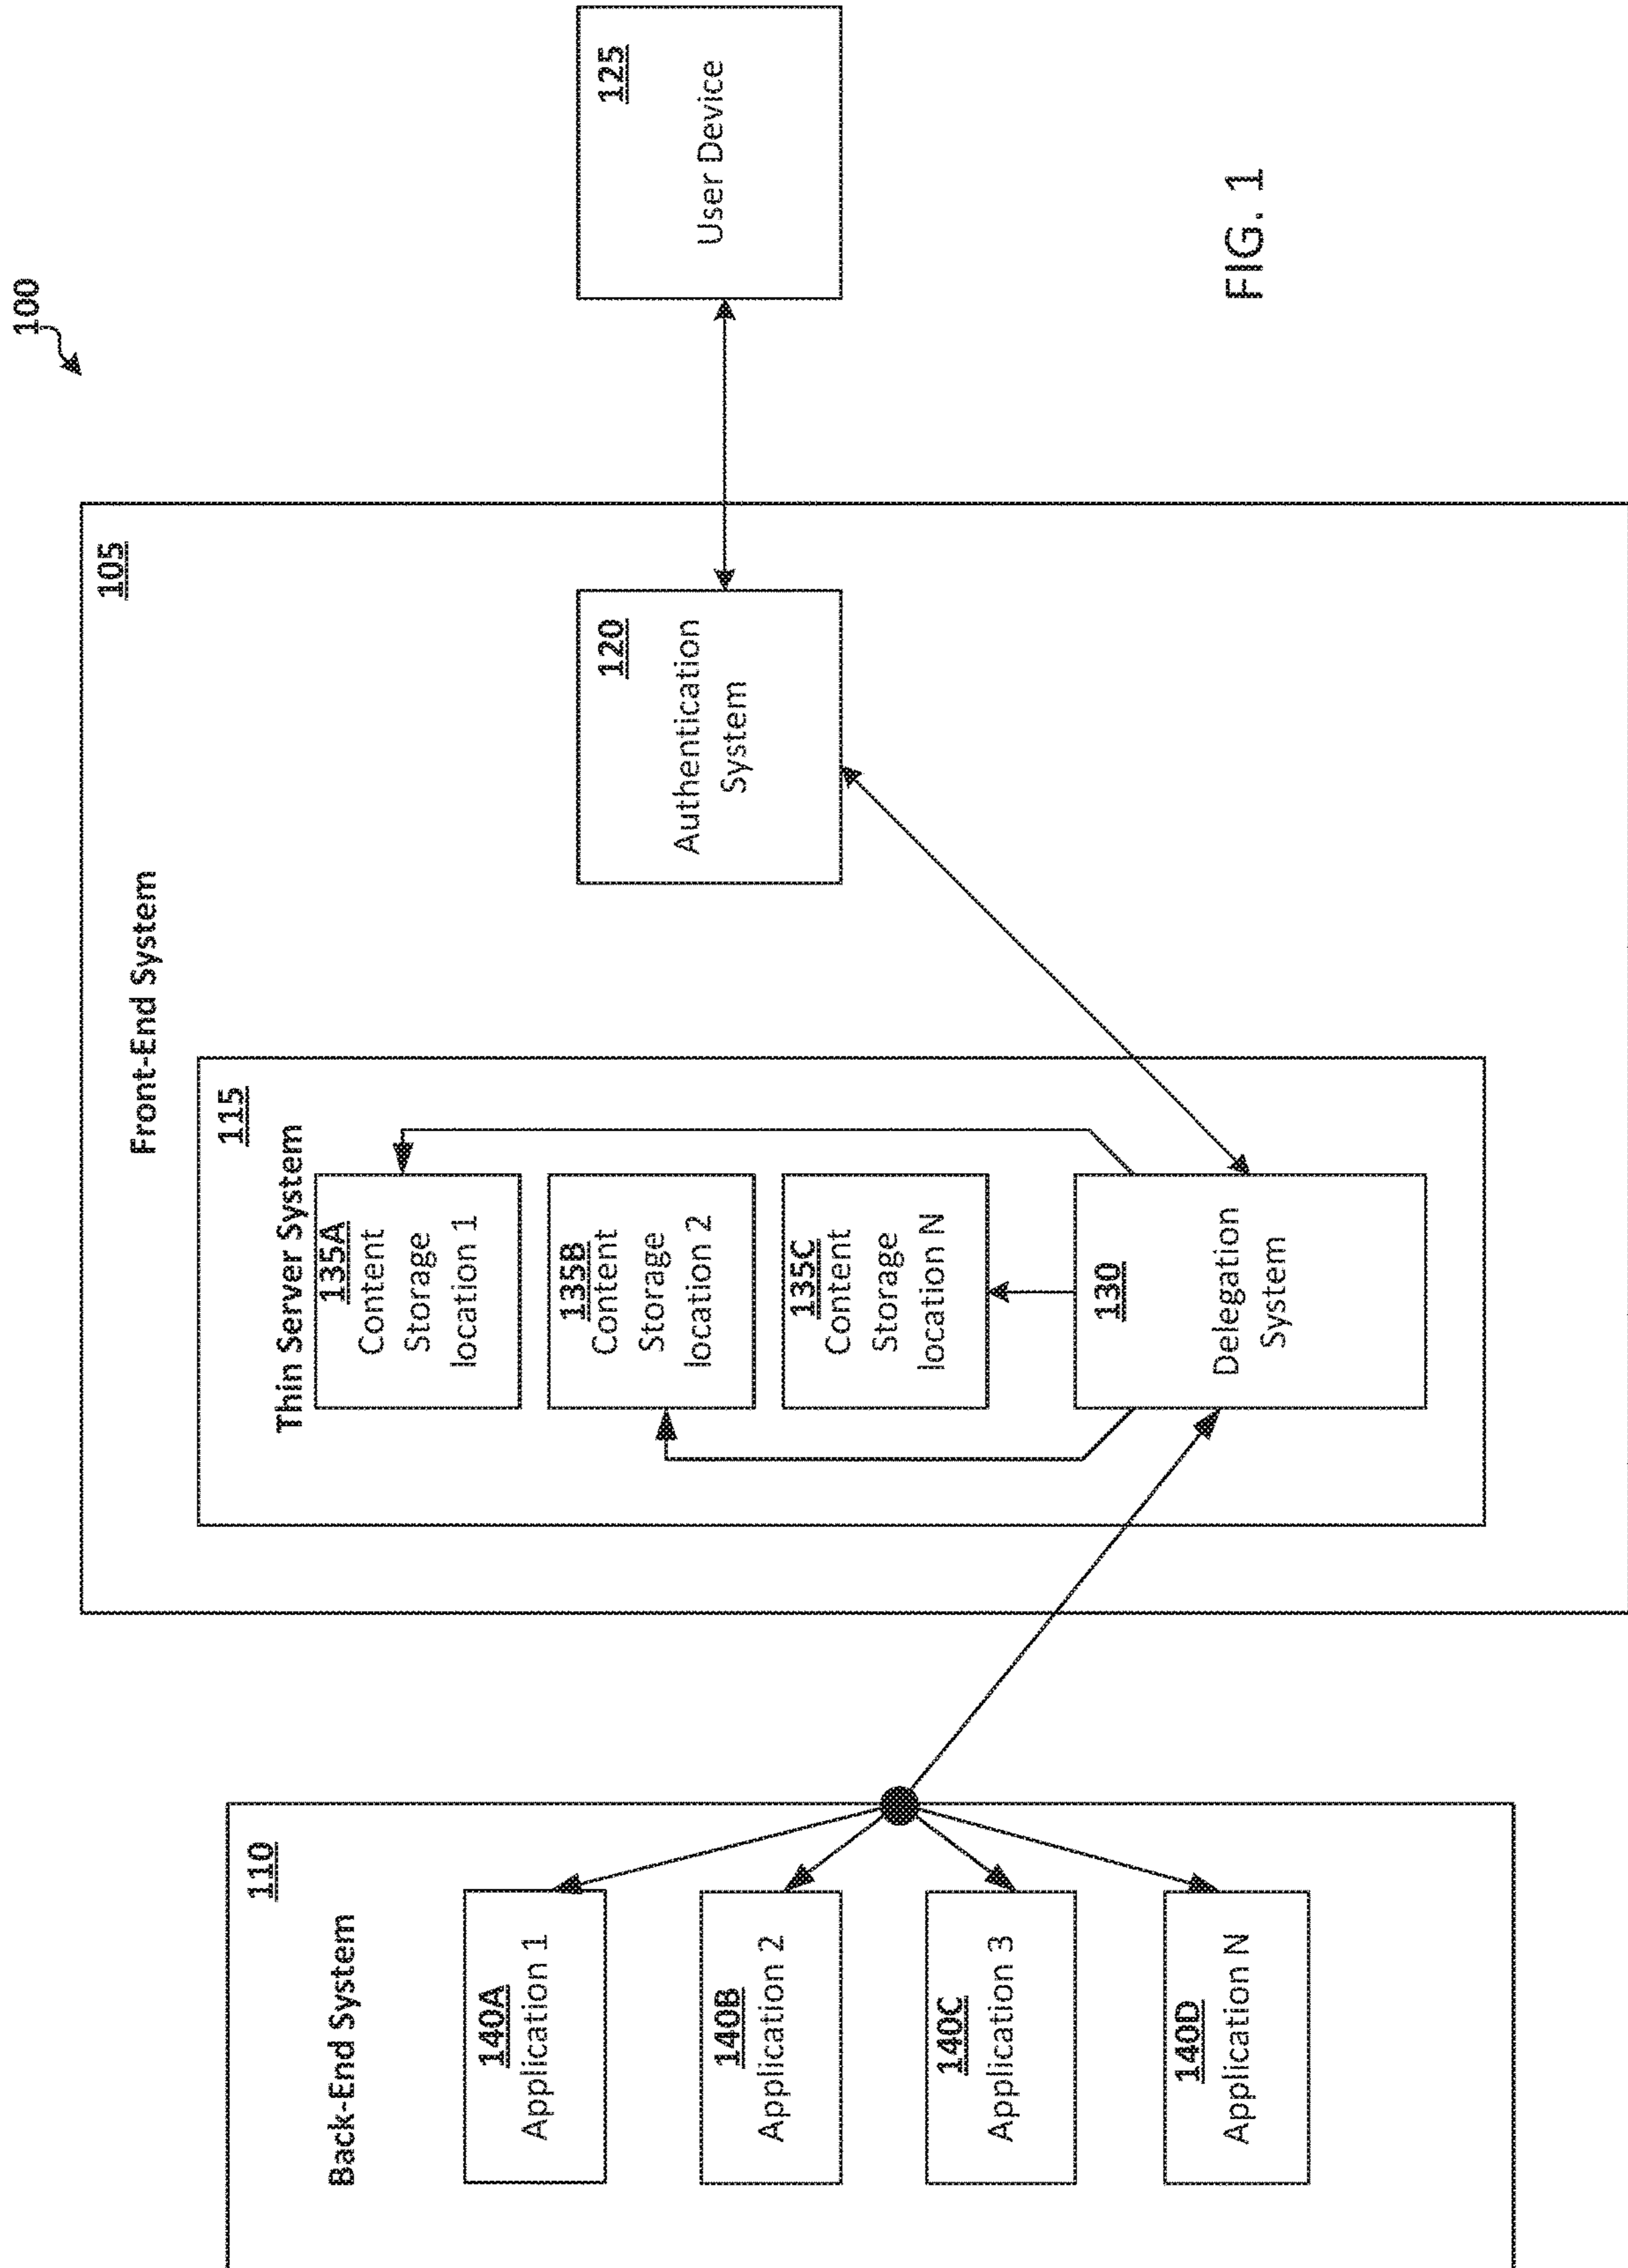 100
110
Back-End System
140A
Application 1
140B
Application 2
140C
Application 3
140D
Application N
105
Front-End System
115
Thin Server System
135A
Content
Storage
location 1
135B
Content
Storage
location 2
135C
Content
Storage
location N
130
Delegation
System
120
Authentication
System
125
User Device
FIG. 1